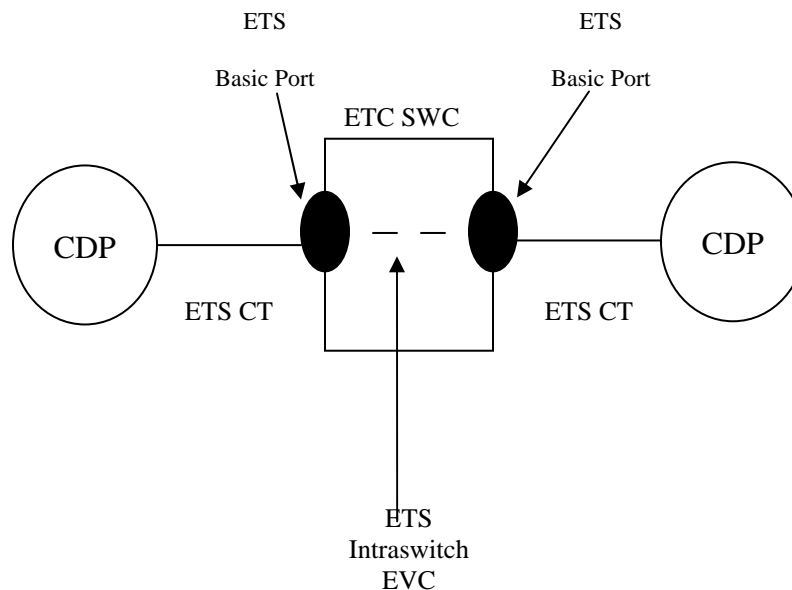 ETS
ETS
Basic Port
Basic Port
ETC SWC
CDP
CDP
ETS CT
ETS CT
ETS
Intraswitch
EVC